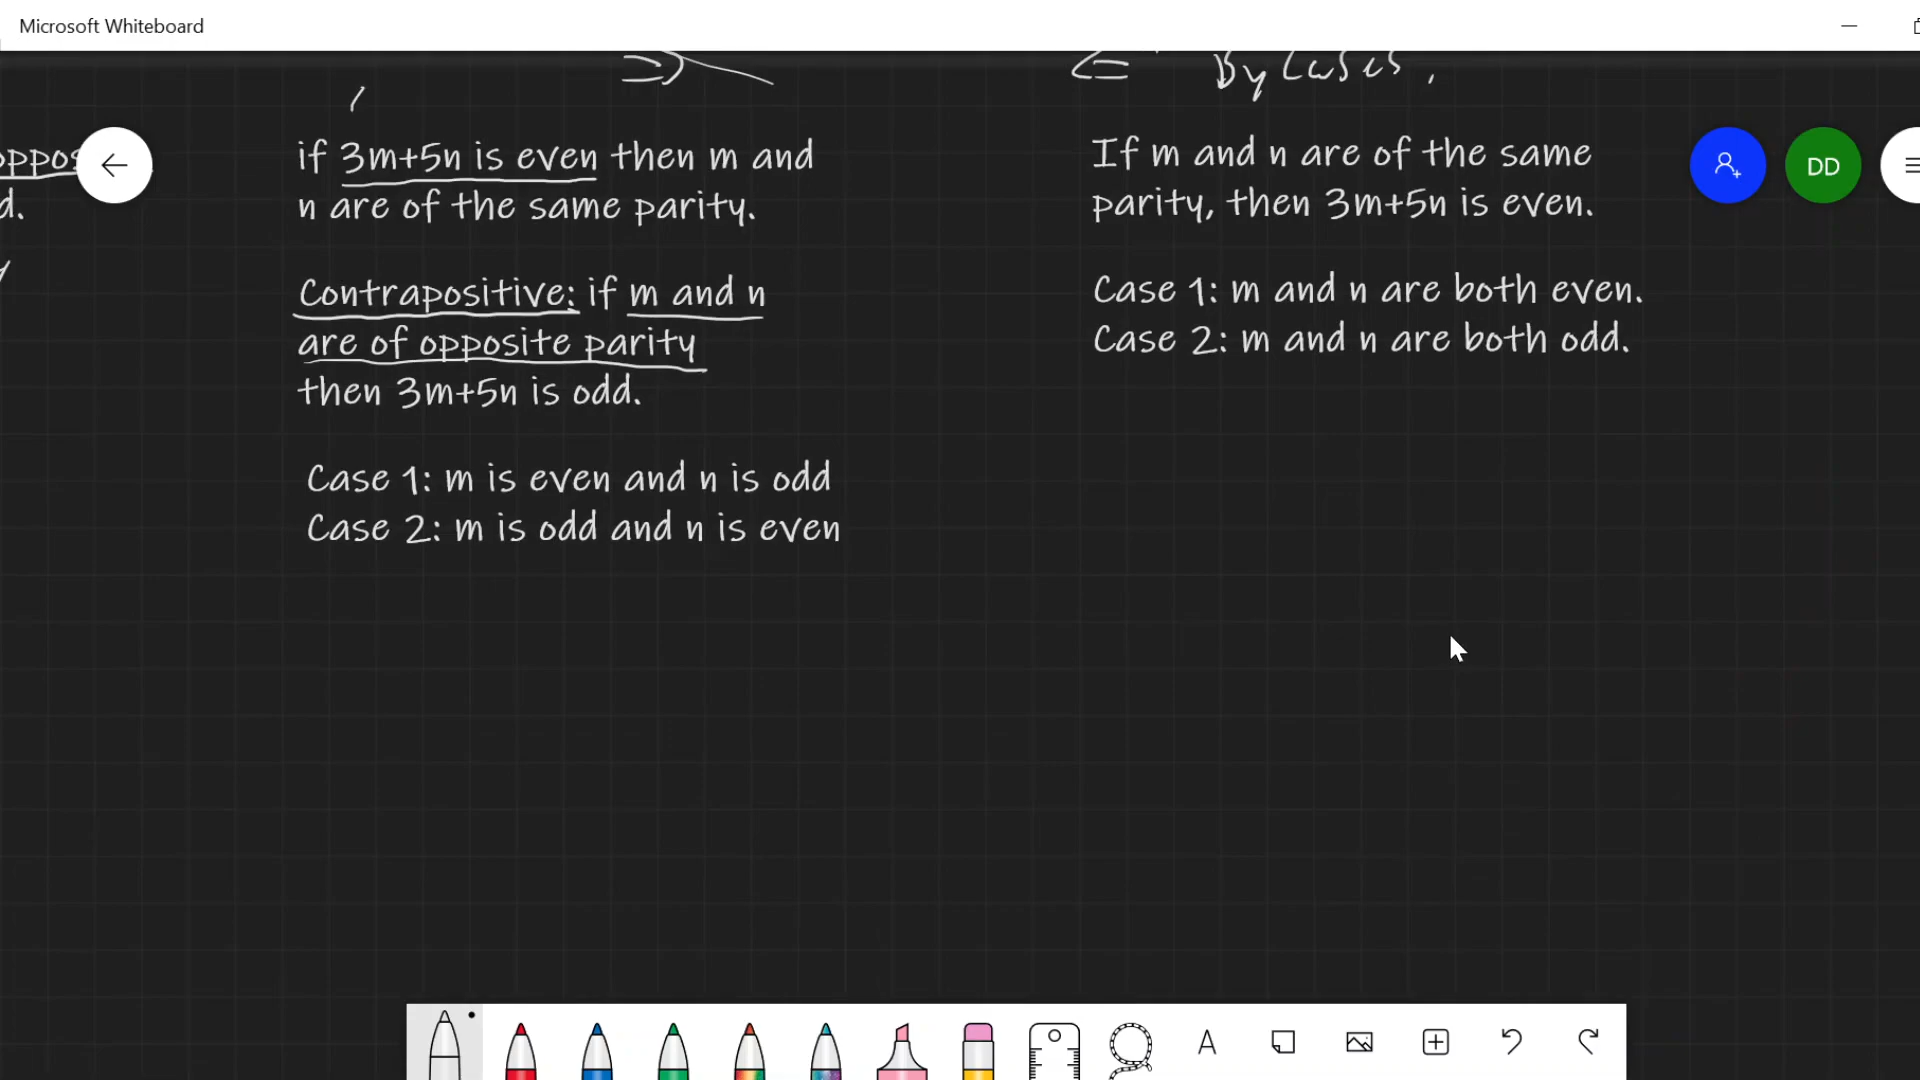 Microsoft Whiteboard
By Cases.
oppos
d.
if 3m+5n is even then m and
n are of the same parity.
Contrapositive: if m and n
are of opposite parity
then 3m+5n is odd.
Case 1: m is even and n is odd
Case 2: m is odd and n is even
If m and n are of the same
parity, then 3m+5n is even.
Case 1: m and n are both even.
Case 2: m and n are both odd.
DD